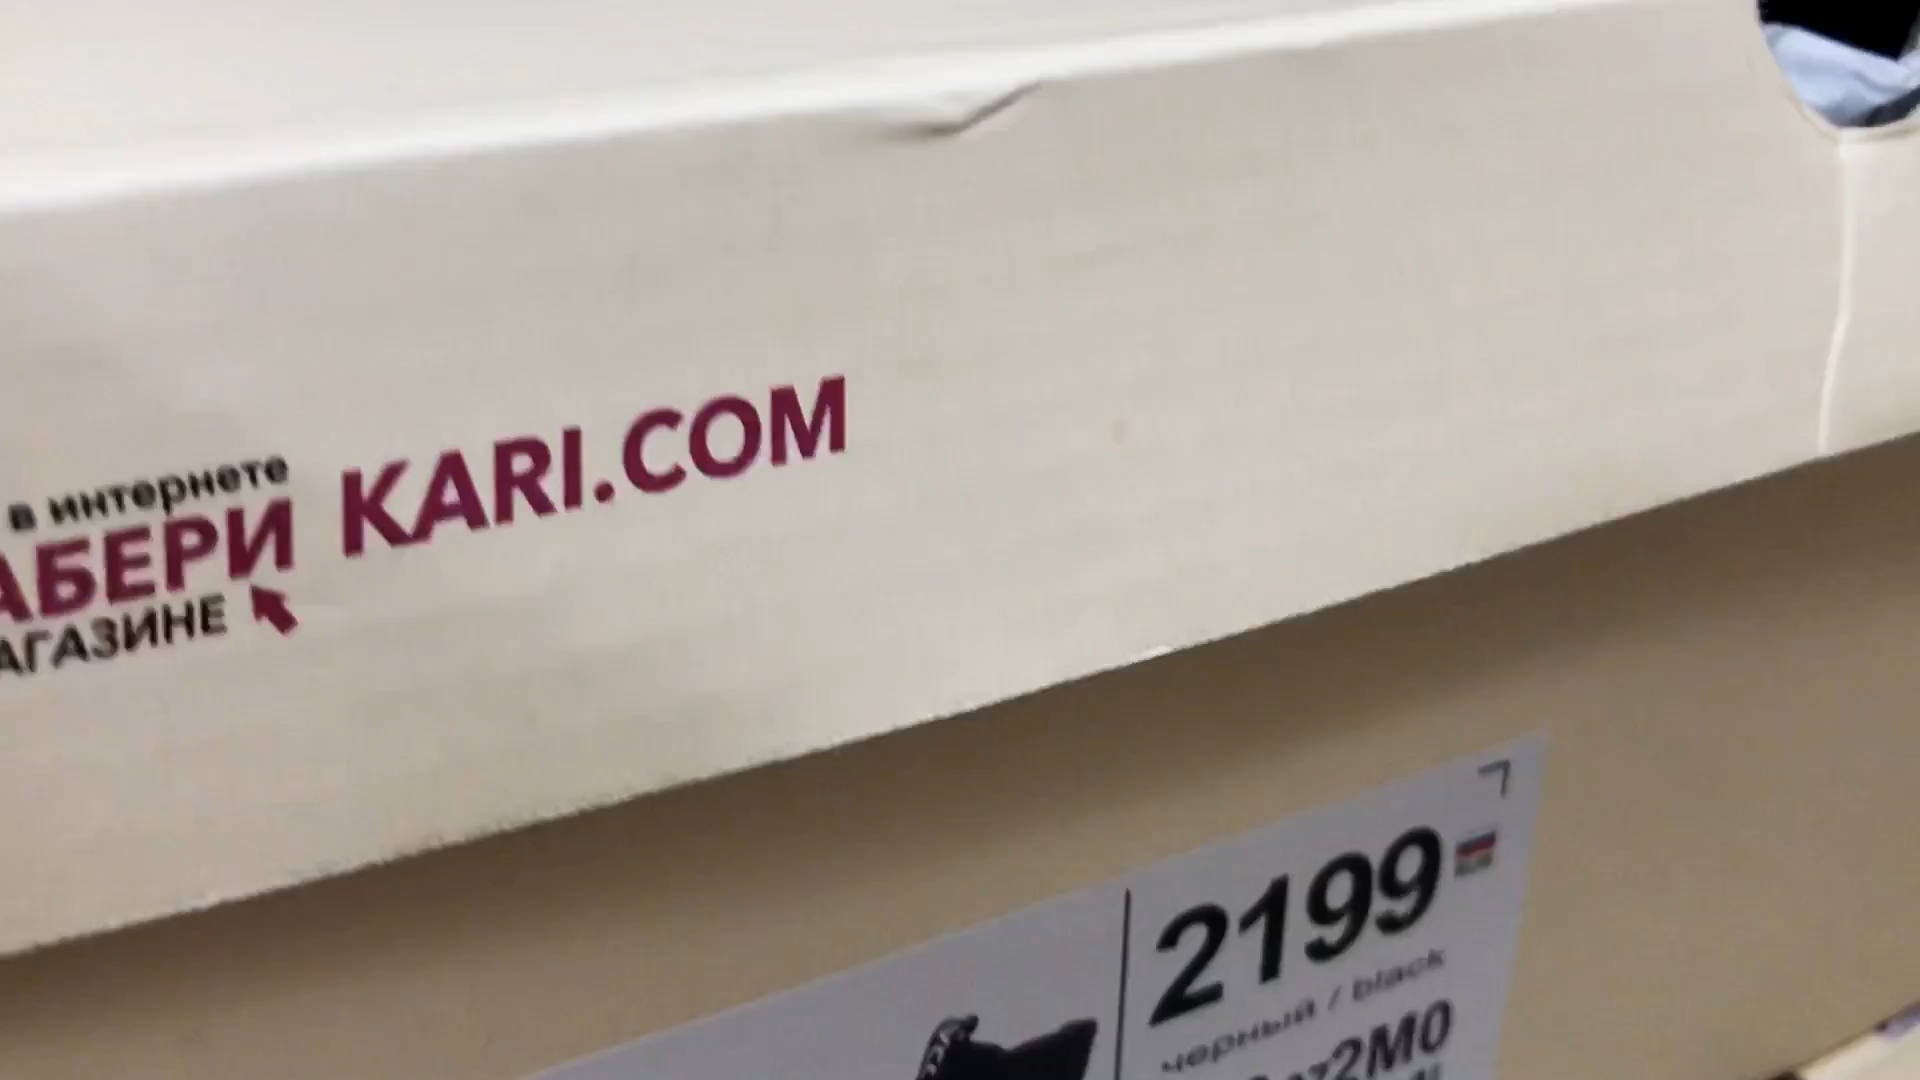 в интернете
АБЕРИ KARI.COM
АГАЗИНЕ
2199
черный / black